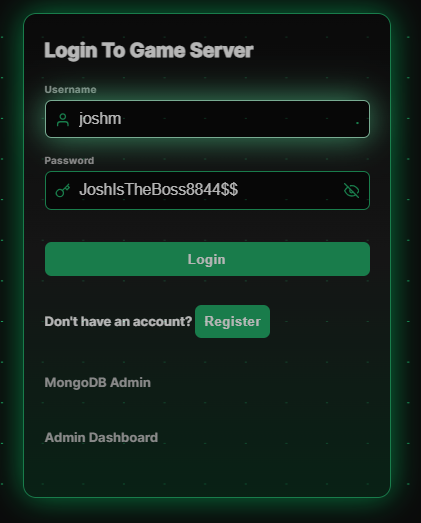 Login To Game Server
Username
joshm
Password
JoshIsTheBoss8844$$
Login
Don't have an account? Register
MongoDB Admin
Admin Dashboard